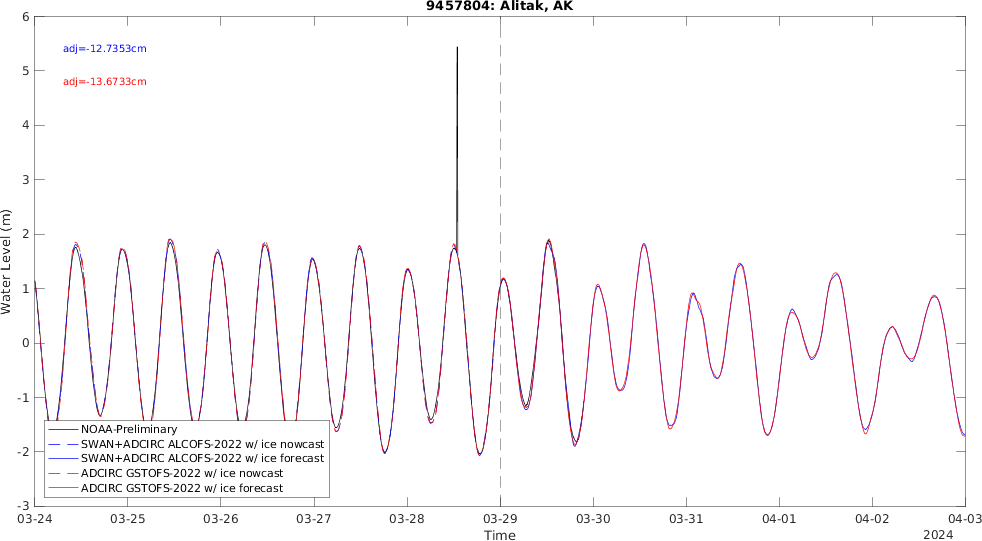 9457804: Alitak, AK
adj=-12.7353cm
adj=-13.6733cm
Water Level (m)
6
5
4
3
2
1
0
-1
-2
-3
NOAA-Preliminary
SWAN+ADCIRC ALCOFS-2022 w/ ice nowcast
SWAN+ADCIRC ALCOFS-2022 w/ ice forecast
ADCIRC GSTOFS-2022 w/ ice nowcast
ADCIRC GSTOFS-2022 w/ ice forecast
03-24 03-25 03-26 03-27 03-28 03-29 03-30 03-31 04-01 04-02 04-03
Time
2024